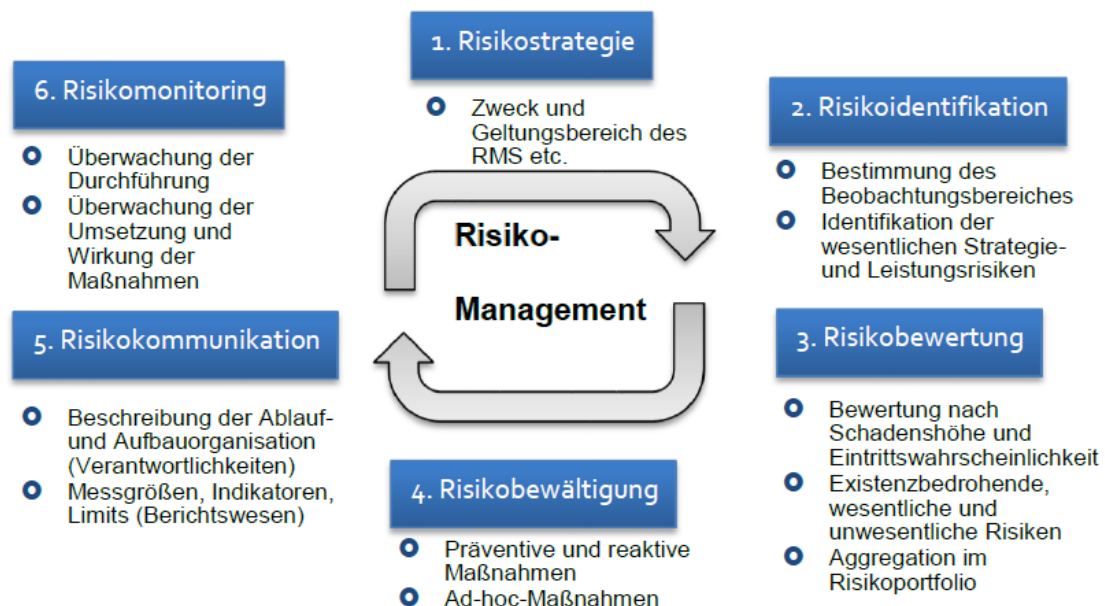 1. Risikostrategie
Zweck und
Geltungsbereich des
RMS etc.
2. Risikoidentifikation
Bestimmung des
Beobachtungsbereiches
Identifikation der
wesentlichen Strategie-
und Leistungsrisiken
3. Risikobewertung
Bewertung nach
Schadenshöhe und
Eintrittswahrscheinlichkeit
Existenzbedrohende,
wesentliche und
unwesentliche Risiken
Aggregation im
Risikoportfolio
4. Risikobewältigung
Präventive und reaktive
Maßnahmen
Ad-hoc-Maßnahmen
5. Risikokommunikation
Beschreibung der Ablauf-
und Aufbauorganisation
(Verantwortlichkeiten)
Messgrößen, Indikatoren,
Limits (Berichtswesen)
6. Risikomonitoring
Überwachung der
Durchführung
Überwachung der
Umsetzung und
Wirkung der
Maßnahmen
Risiko-
Management